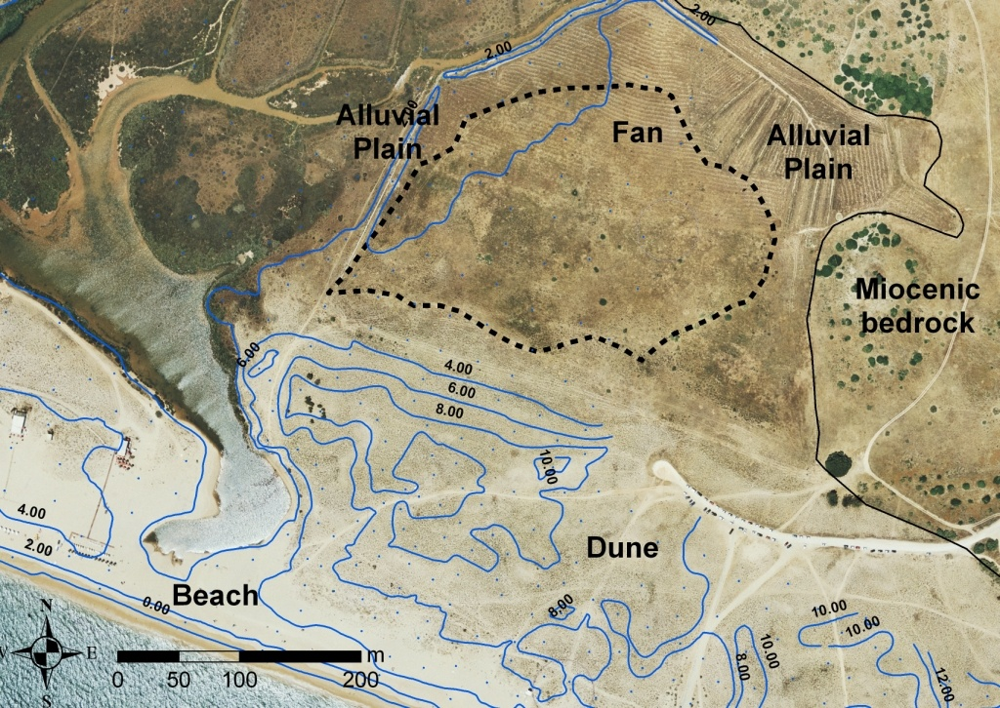 2.00
2.00
Alluvial
Plain
Fan
Alluvial
Plain
Miocenic
bedrock
6.00
4.00
6.00
8.00
10.00
4.00
2.00
0.00
Beach
Dune
8.00
10.00
10.00
8.00
10.00
12.00
N
E
S
m
0 50 100 200